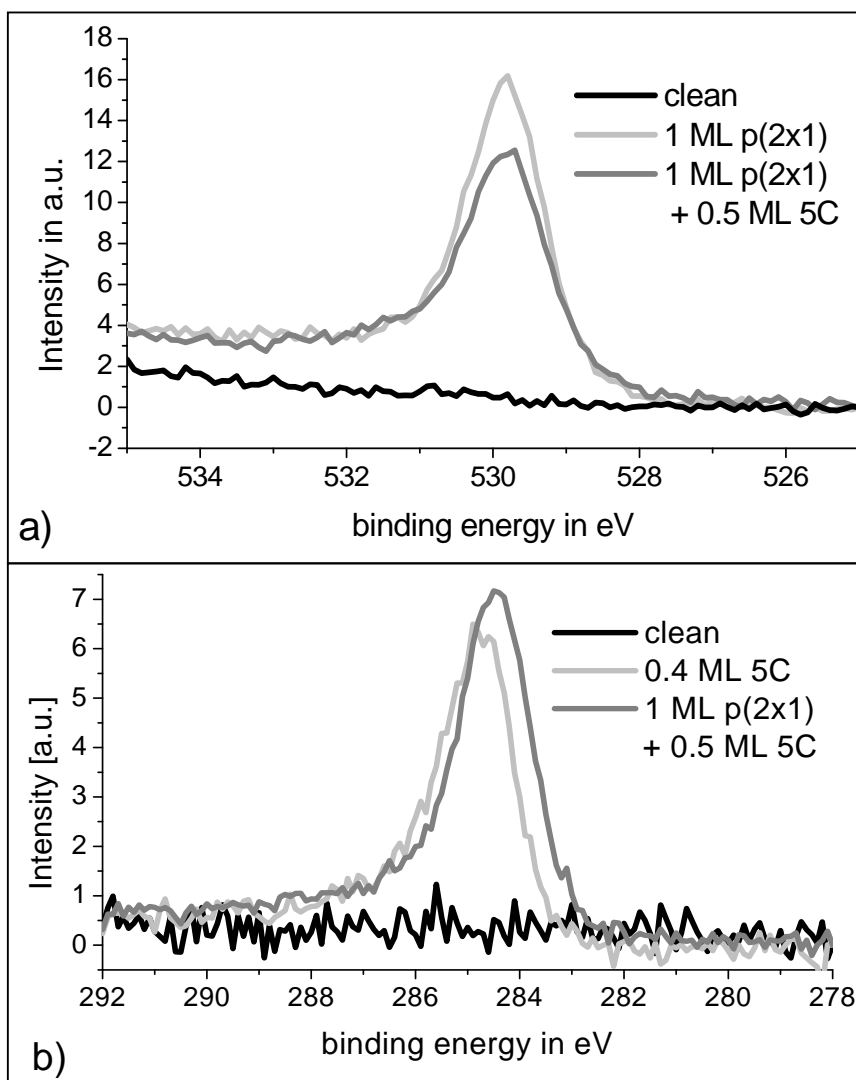 18
16
14
12
10
8
6
4
2
0
-2
Intensity in a.u.
clean
1 ML p(2x1)
1 ML p(2x1)
+ 0.5 ML 5C
534
532
530
528
526
binding energy in eV
a)
7
6
5
4
3
2
1
0
Intensity [a.u.]
clean
0.4 ML 5C
1 ML p(2x1)
+ 0.5 ML 5C
292
290
288
286
284
282
280
278
binding energy in eV
b)